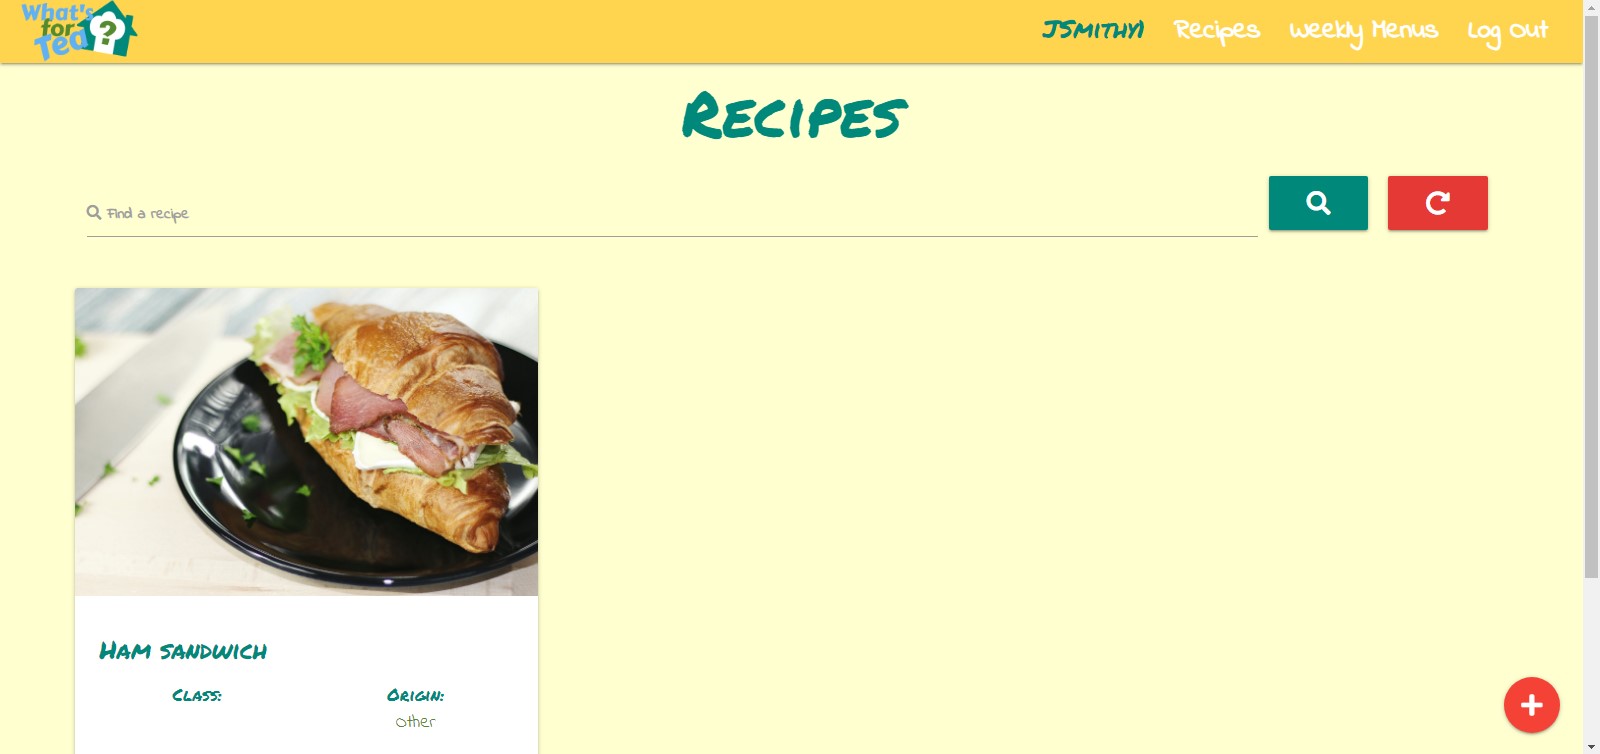 What's
for
Tea ?
JSmithy1 Recipes Weekly Menus Log Out
Recipes
Find a recipe
Ham sandwich
Class: Origin:
Other